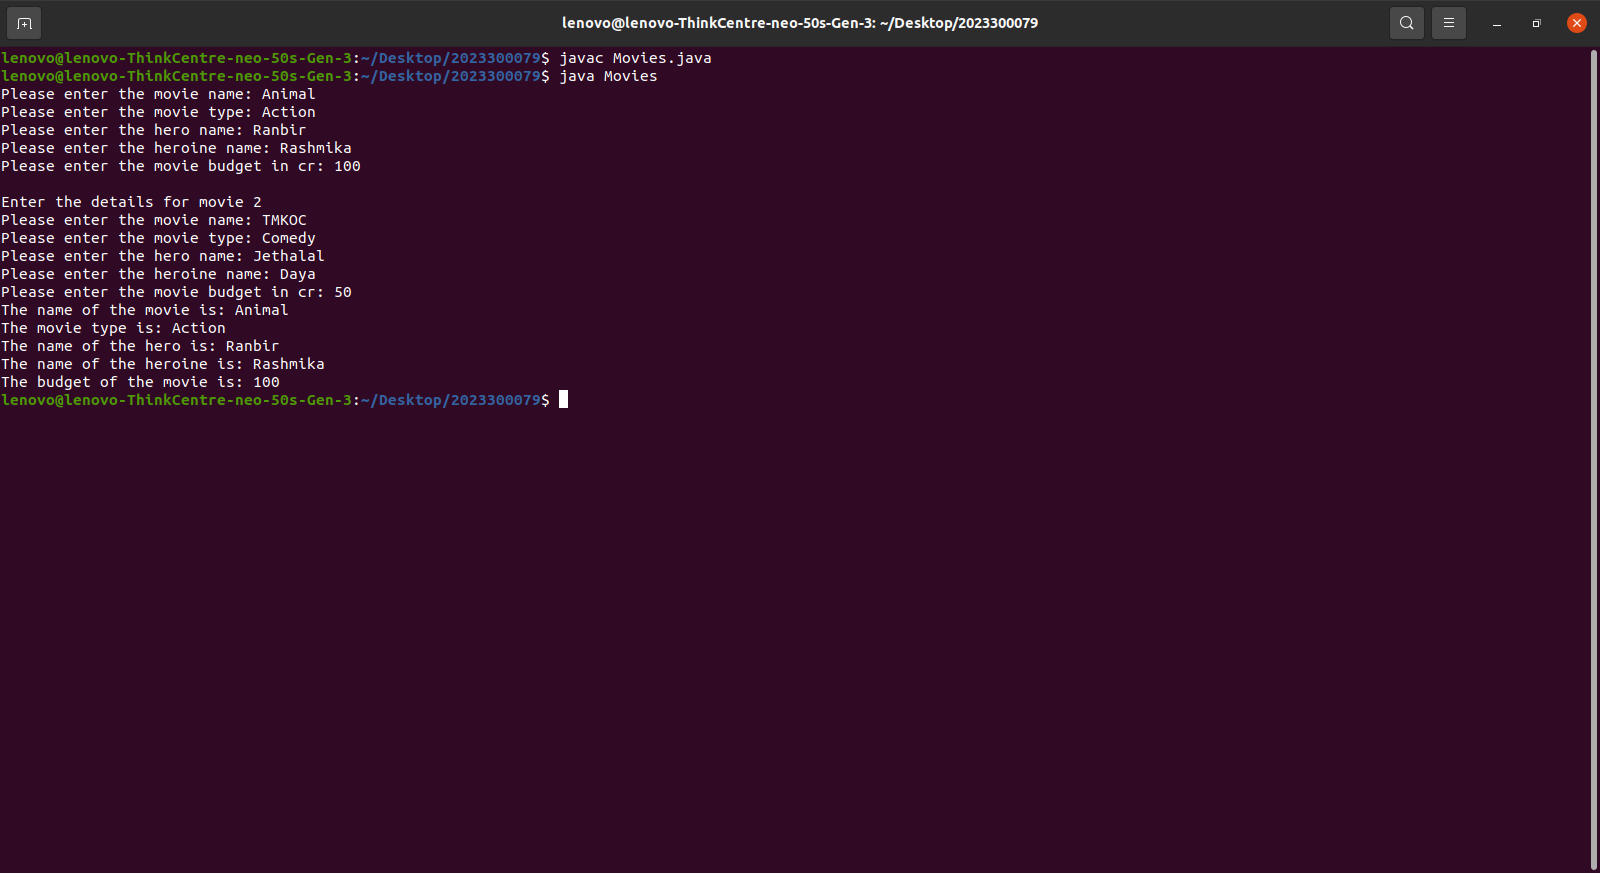 lenovo@lenovo-ThinkCentre-neo-50s-Gen-3: ~/Desktop/2023300079
lenovo@lenovo-ThinkCentre-neo-50s-Gen-3:~/Desktop/2023300079$ javac Movies.java
lenovo@lenovo-ThinkCentre-neo-50s-Gen-3:~/Desktop/2023300079$ java Movies
Please enter the movie name: Animal
Please enter the movie type: Action
Please enter the hero name: Ranbir
Please enter the heroine name: Rashmika
Please enter the movie budget in cr: 100

Enter the details for movie 2
Please enter the movie name: TMKOC
Please enter the movie type: Comedy
Please enter the hero name: Jethalal
Please enter the heroine name: Daya
Please enter the movie budget in cr: 50
The name of the movie is: Animal
The movie type is: Action
The name of the hero is: Ranbir
The name of the heroine is: Rashmika
The budget of the movie is: 100
lenovo@lenovo-ThinkCentre-neo-50s-Gen-3:~/Desktop/2023300079$